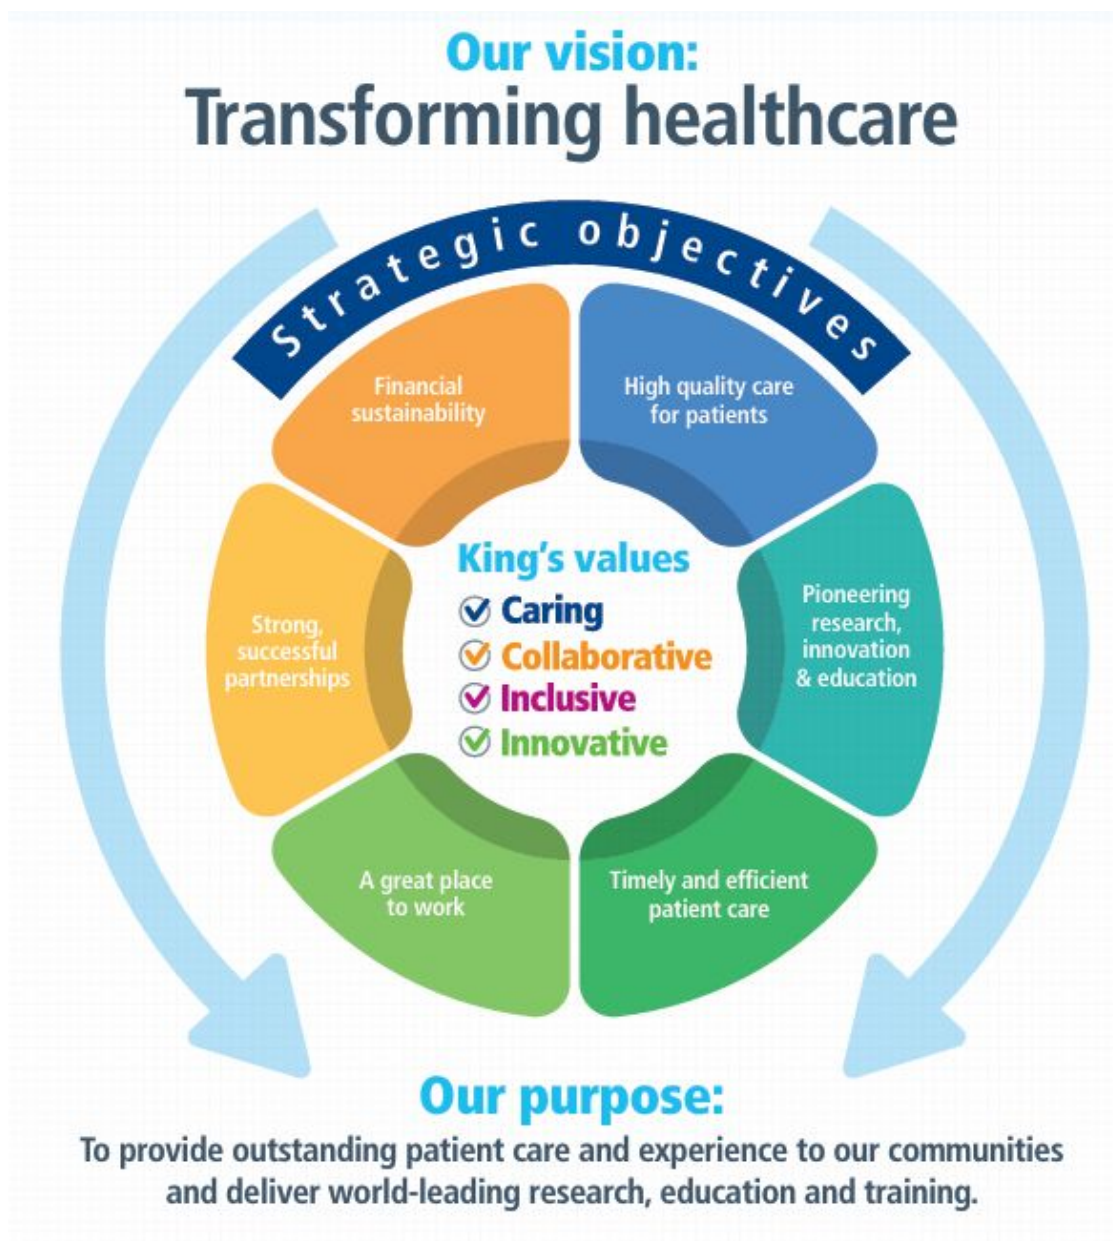 Our vision:
Transforming healthcare
Strategic objectives
Financial
sustainability
High quality care
for patients
Strong,
successful
partnerships
King's values
Caring
Collaborative
Inclusive
Innovative
Pioneering
research,
innovation
& education
A great place
to work
Timely and efficient
patient care
Our purpose:
To provide outstanding patient care and experience to our communities
and deliver world-leading research, education and training.